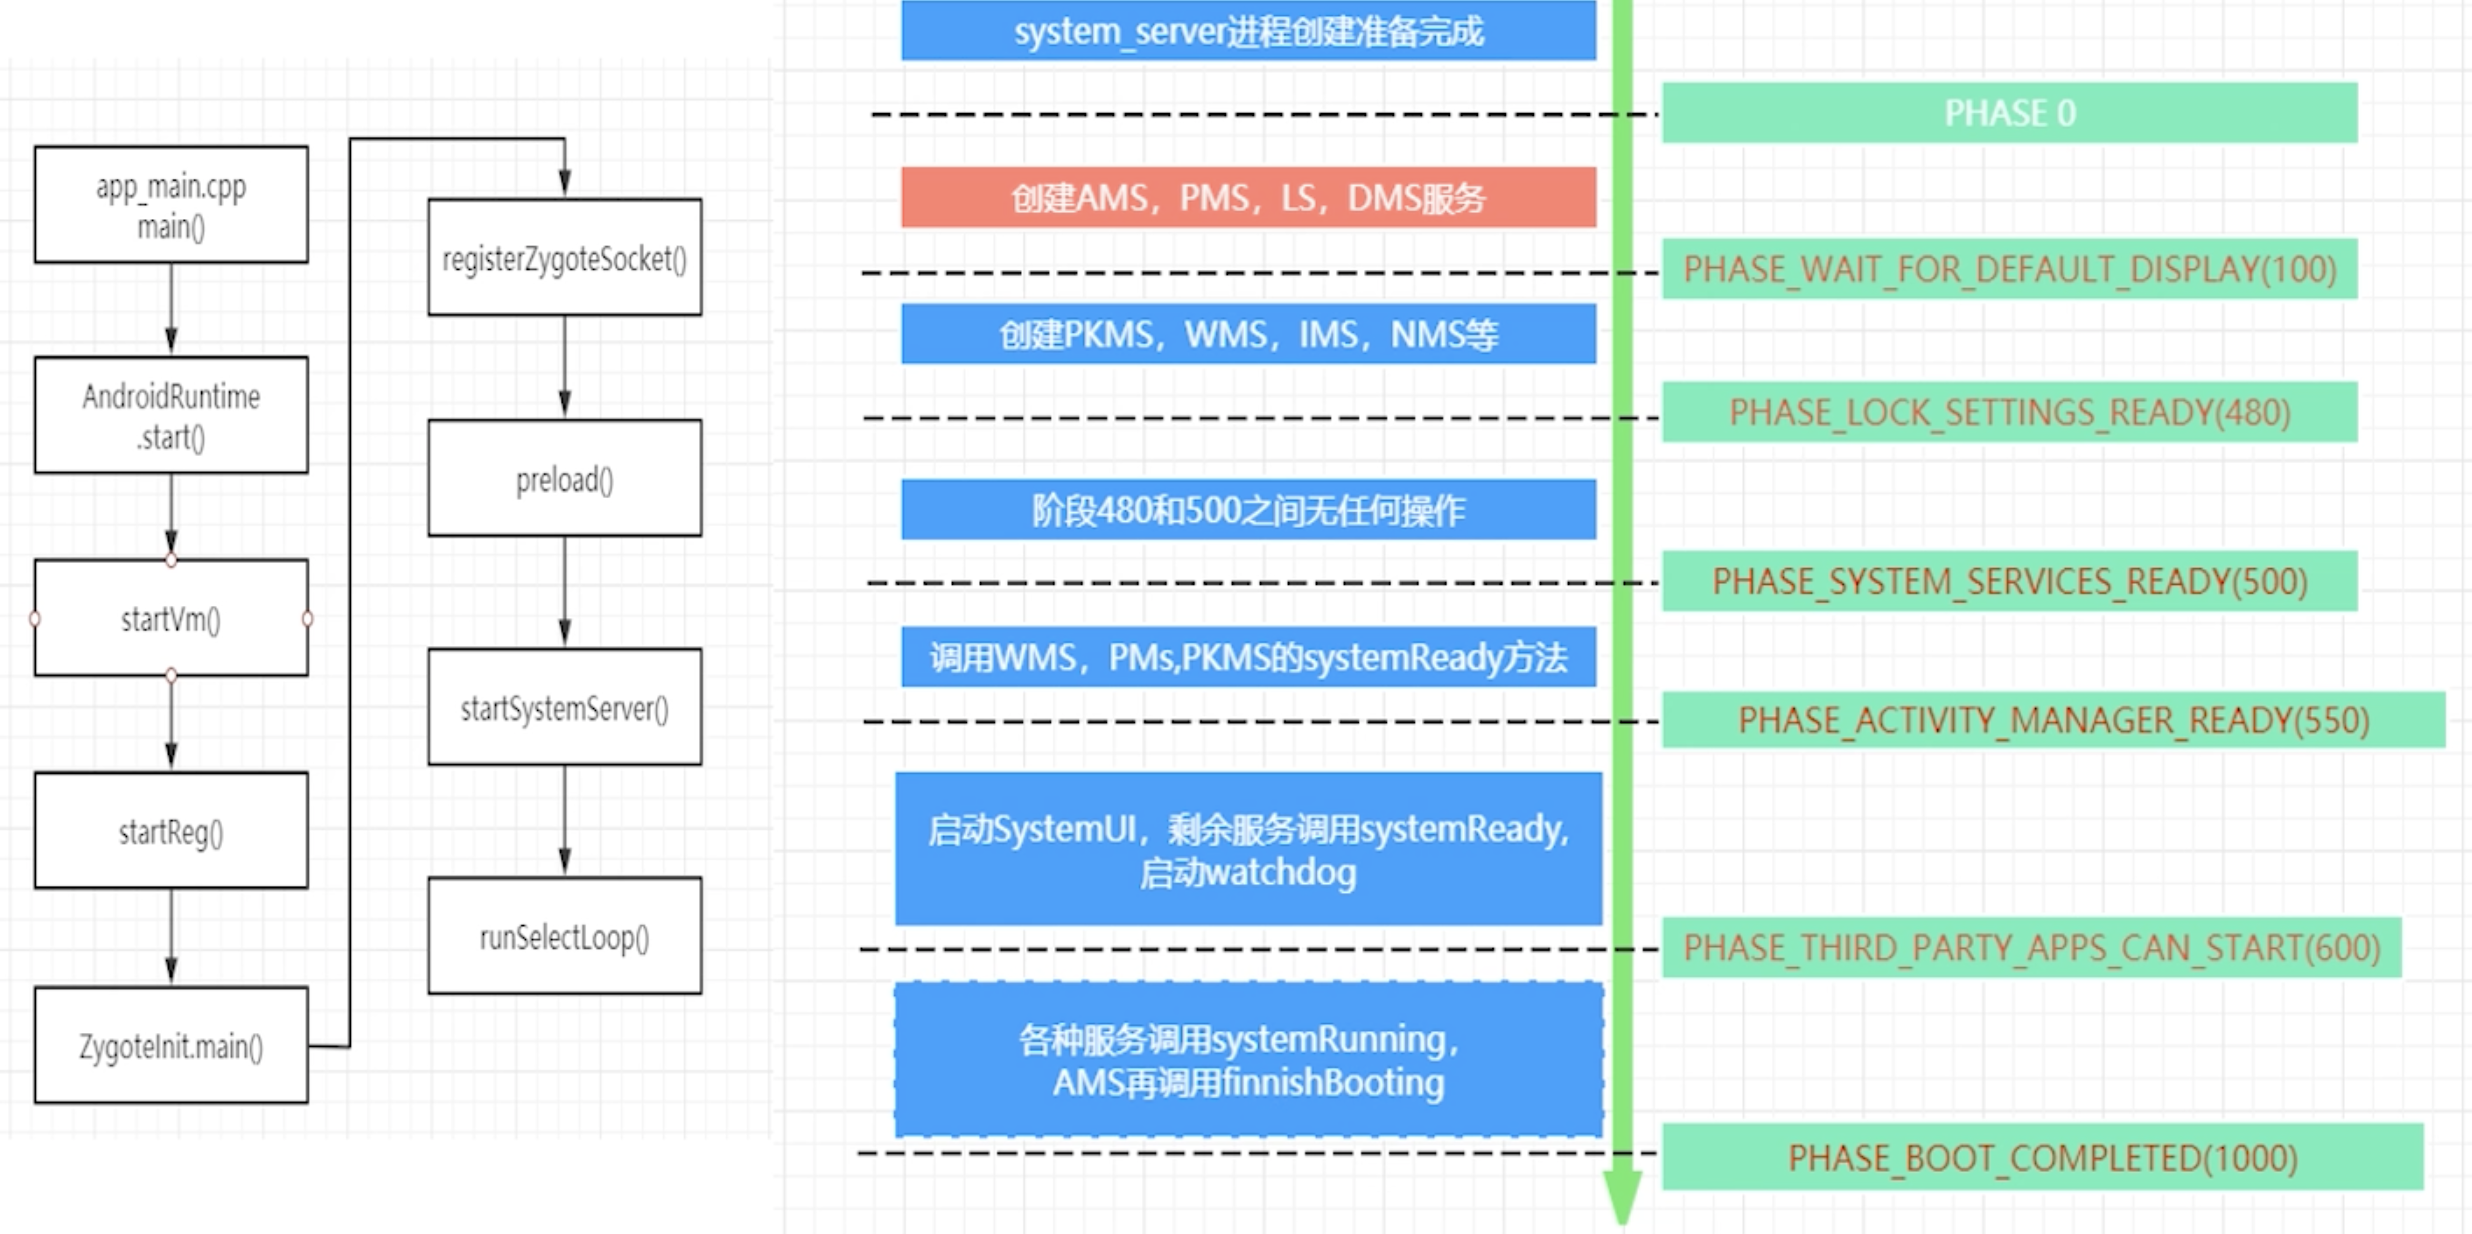 app_main.cpp
main()
AndroidRuntime
.start()
startVm()
startReg()
ZygoteInit.main()
registerZygoteSocket()
preload()
startSystemServer()
runSelectLoop()
system_server进程创建准备完成
PHASE 0
创建AMS，PMS，LS，DMS服务
PHASE_WAIT_FOR_DEFAULT_DISPLAY(100)
创建PKMS，WMS，IMS，NMS等
PHASE_LOCK_SETTINGS_READY(480)
阶段480和500之间无任何操作
PHASE_SYSTEM_SERVICES_READY(500)
调用WMS，PMs,PKMS的systemReady方法
PHASE_ACTIVITY_MANAGER_READY(550)
启动SystemUI，剩余服务调用systemReady,
启动watchdog
PHASE_THIRD_PARTY_APPS_CAN_START(600)
各种服务调用systemRunning，
AMS再调用finnishBooting
PHASE_BOOT_COMPLETED(1000)